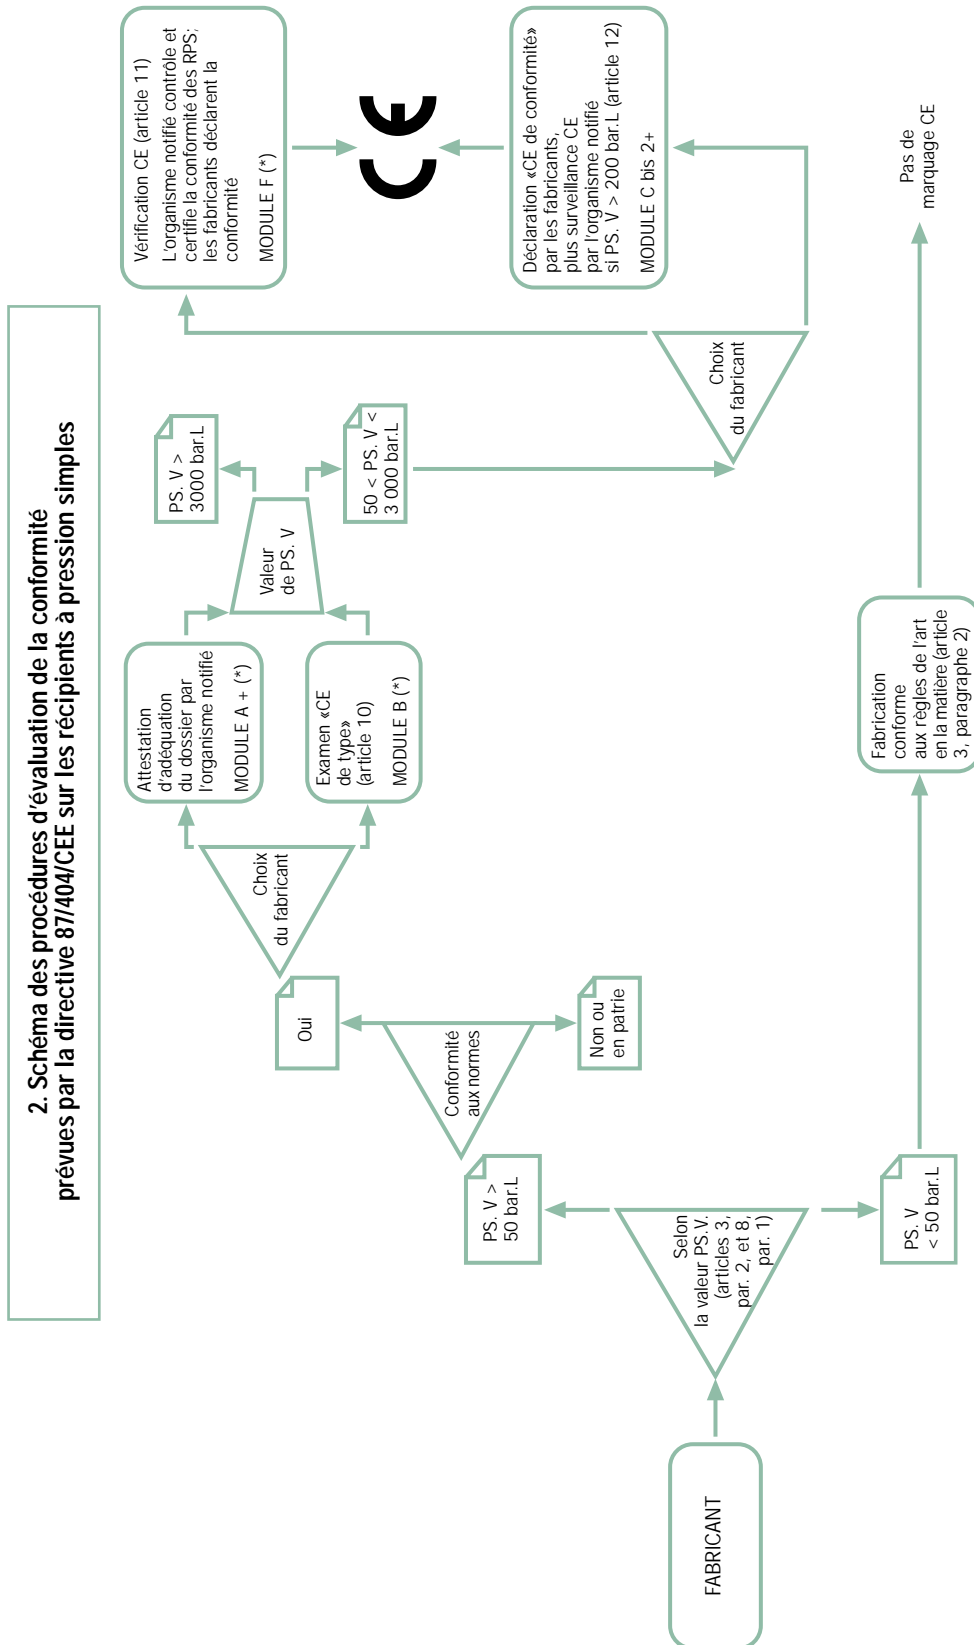 2. Schéma des procédures d'évaluation de la conformité
prévues par la directive 87/404/CEE sur les récipients à pression simples
FABRICANT
Selon
la valeur PS.V.
(articles 3,
par. 2, et 8,
par. 1)
PS. V >
50 bar.L
PS. V
< 50 bar.L
Conformité
aux normes
Oui
Non ou
en patrie
Choix
du fabricant
Attestation
d'adéquation
du dossier par
l'organisme notifié
MODULE A + (*)
Examen «CE
de type»
(article 10)
MODULE B (*)
Valeur
de PS. V
PS. V >
3000 bar.L
50 < PS. V <
3 000 bar.L
Choix
du fabricant
Vérification CE (article 11)
L'organisme notifié contrôle et
certifie la conformité des RPS;
les fabricants déclarent la
conformité
MODULE F (*)
CE
Déclaration «CE de conformité»
par les fabricants,
plus surveillance CE
par l'organisme notifié
si PS. V > 200 bar.L (article 12)
MODULE C bis 2+
Fabrication
conforme
aux règles de l'art
en la matière (article
3, paragraphe 2)
Pas de
marquage CE